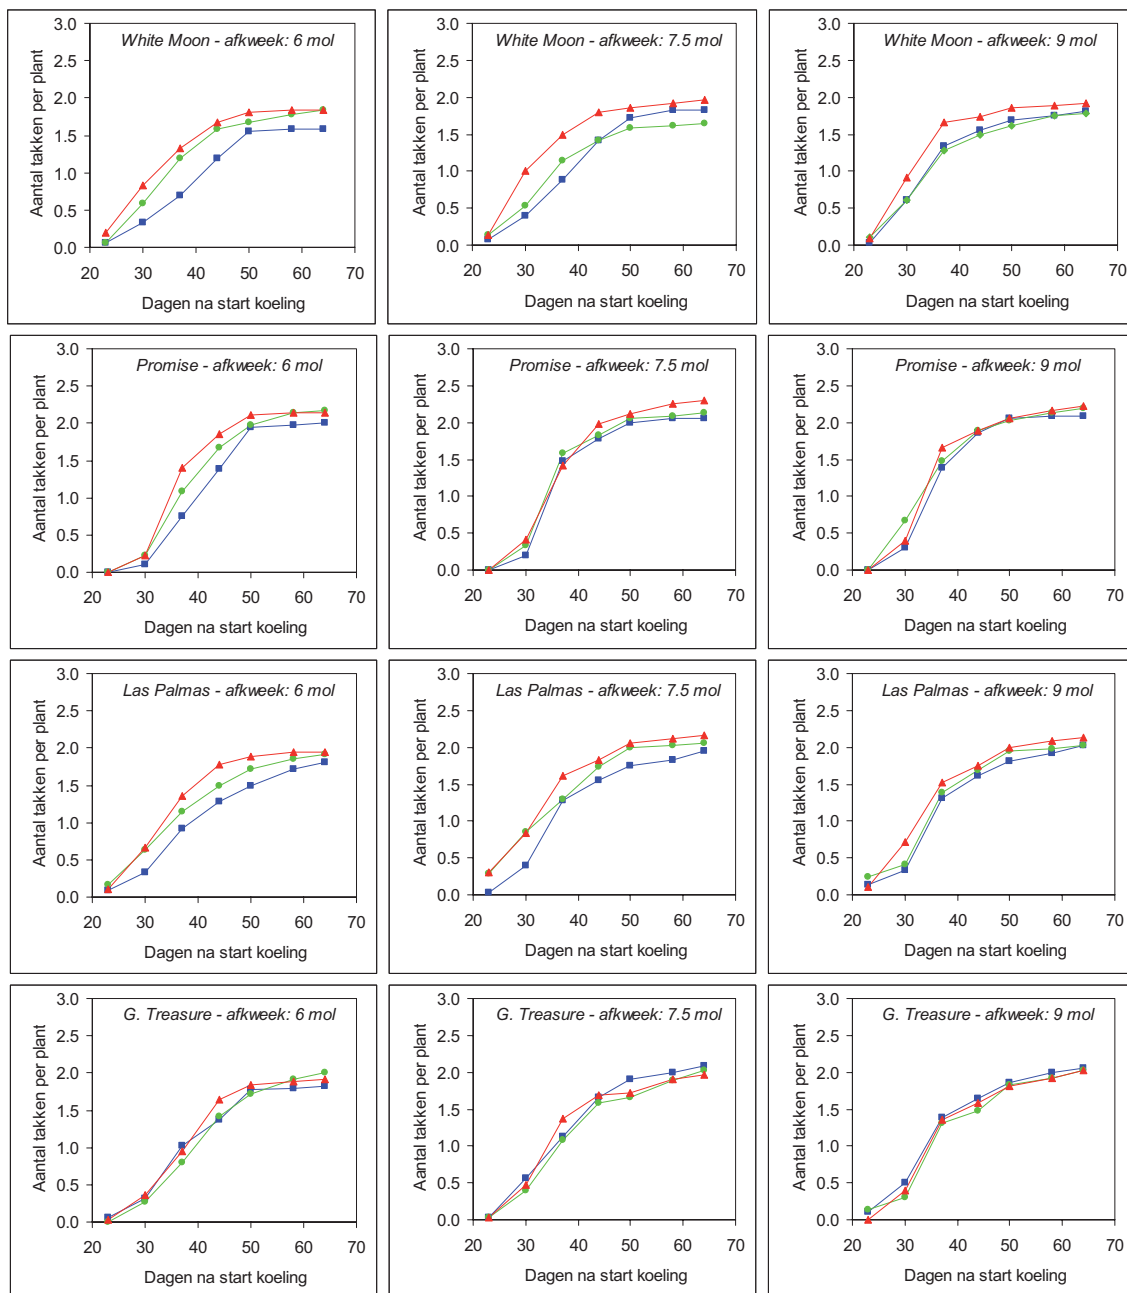 White Moon - afkweek: 6 mol
Aantal takken per plant
3.0
2.5
2.0
1.5
1.0
0.5
0.0
20 30 40 50 60 70
Dagen na start koeling
White Moon - afkweek: 7.5 mol
Aantal takken per plant
3.0
2.5
2.0
1.5
1.0
0.5
0.0
20 30 40 50 60 70
Dagen na start koeling
White Moon - afkweek: 9 mol
Aantal takken per plant
3.0
2.5
2.0
1.5
1.0
0.5
0.0
20 30 40 50 60 70
Dagen na start koeling
Promise - afkweek: 6 mol
Aantal takken per plant
3.0
2.5
2.0
1.5
1.0
0.5
0.0
20 30 40 50 60 70
Dagen na start koeling
Promise - afkweek: 7.5 mol
Aantal takken per plant
3.0
2.5
2.0
1.5
1.0
0.5
0.0
20 30 40 50 60 70
Dagen na start koeling
Promise - afkweek: 9 mol
Aantal takken per plant
3.0
2.5
2.0
1.5
1.0
0.5
0.0
20 30 40 50 60 70
Dagen na start koeling
Las Palmas - afkweek: 6 mol
Aantal takken per plant
3.0
2.5
2.0
1.5
1.0
0.5
0.0
20 30 40 50 60 70
Dagen na start koeling
Las Palmas - afkweek: 7.5 mol
Aantal takken per plant
3.0
2.5
2.0
1.5
1.0
0.5
0.0
20 30 40 50 60 70
Dagen na start koeling
Las Palmas - afkweek: 9 mol
Aantal takken per plant
3.0
2.5
2.0
1.5
1.0
0.5
0.0
20 30 40 50 60 70
Dagen na start koeling
G. Treasure - afkweek: 6 mol
Aantal takken per plant
3.0
2.5
2.0
1.5
1.0
0.5
0.0
20 30 40 50 60 70
Dagen na start koeling
G. Treasure - afkweek: 7.5 mol
Aantal takken per plant
3.0
2.5
2.0
1.5
1.0
0.5
0.0
20 30 40 50 60 70
Dagen na start koeling
G. Treasure - afkweek: 9 mol
Aantal takken per plant
3.0
2.5
2.0
1.5
1.0
0.5
0.0
20 30 40 50 60 70
Dagen na start koeling